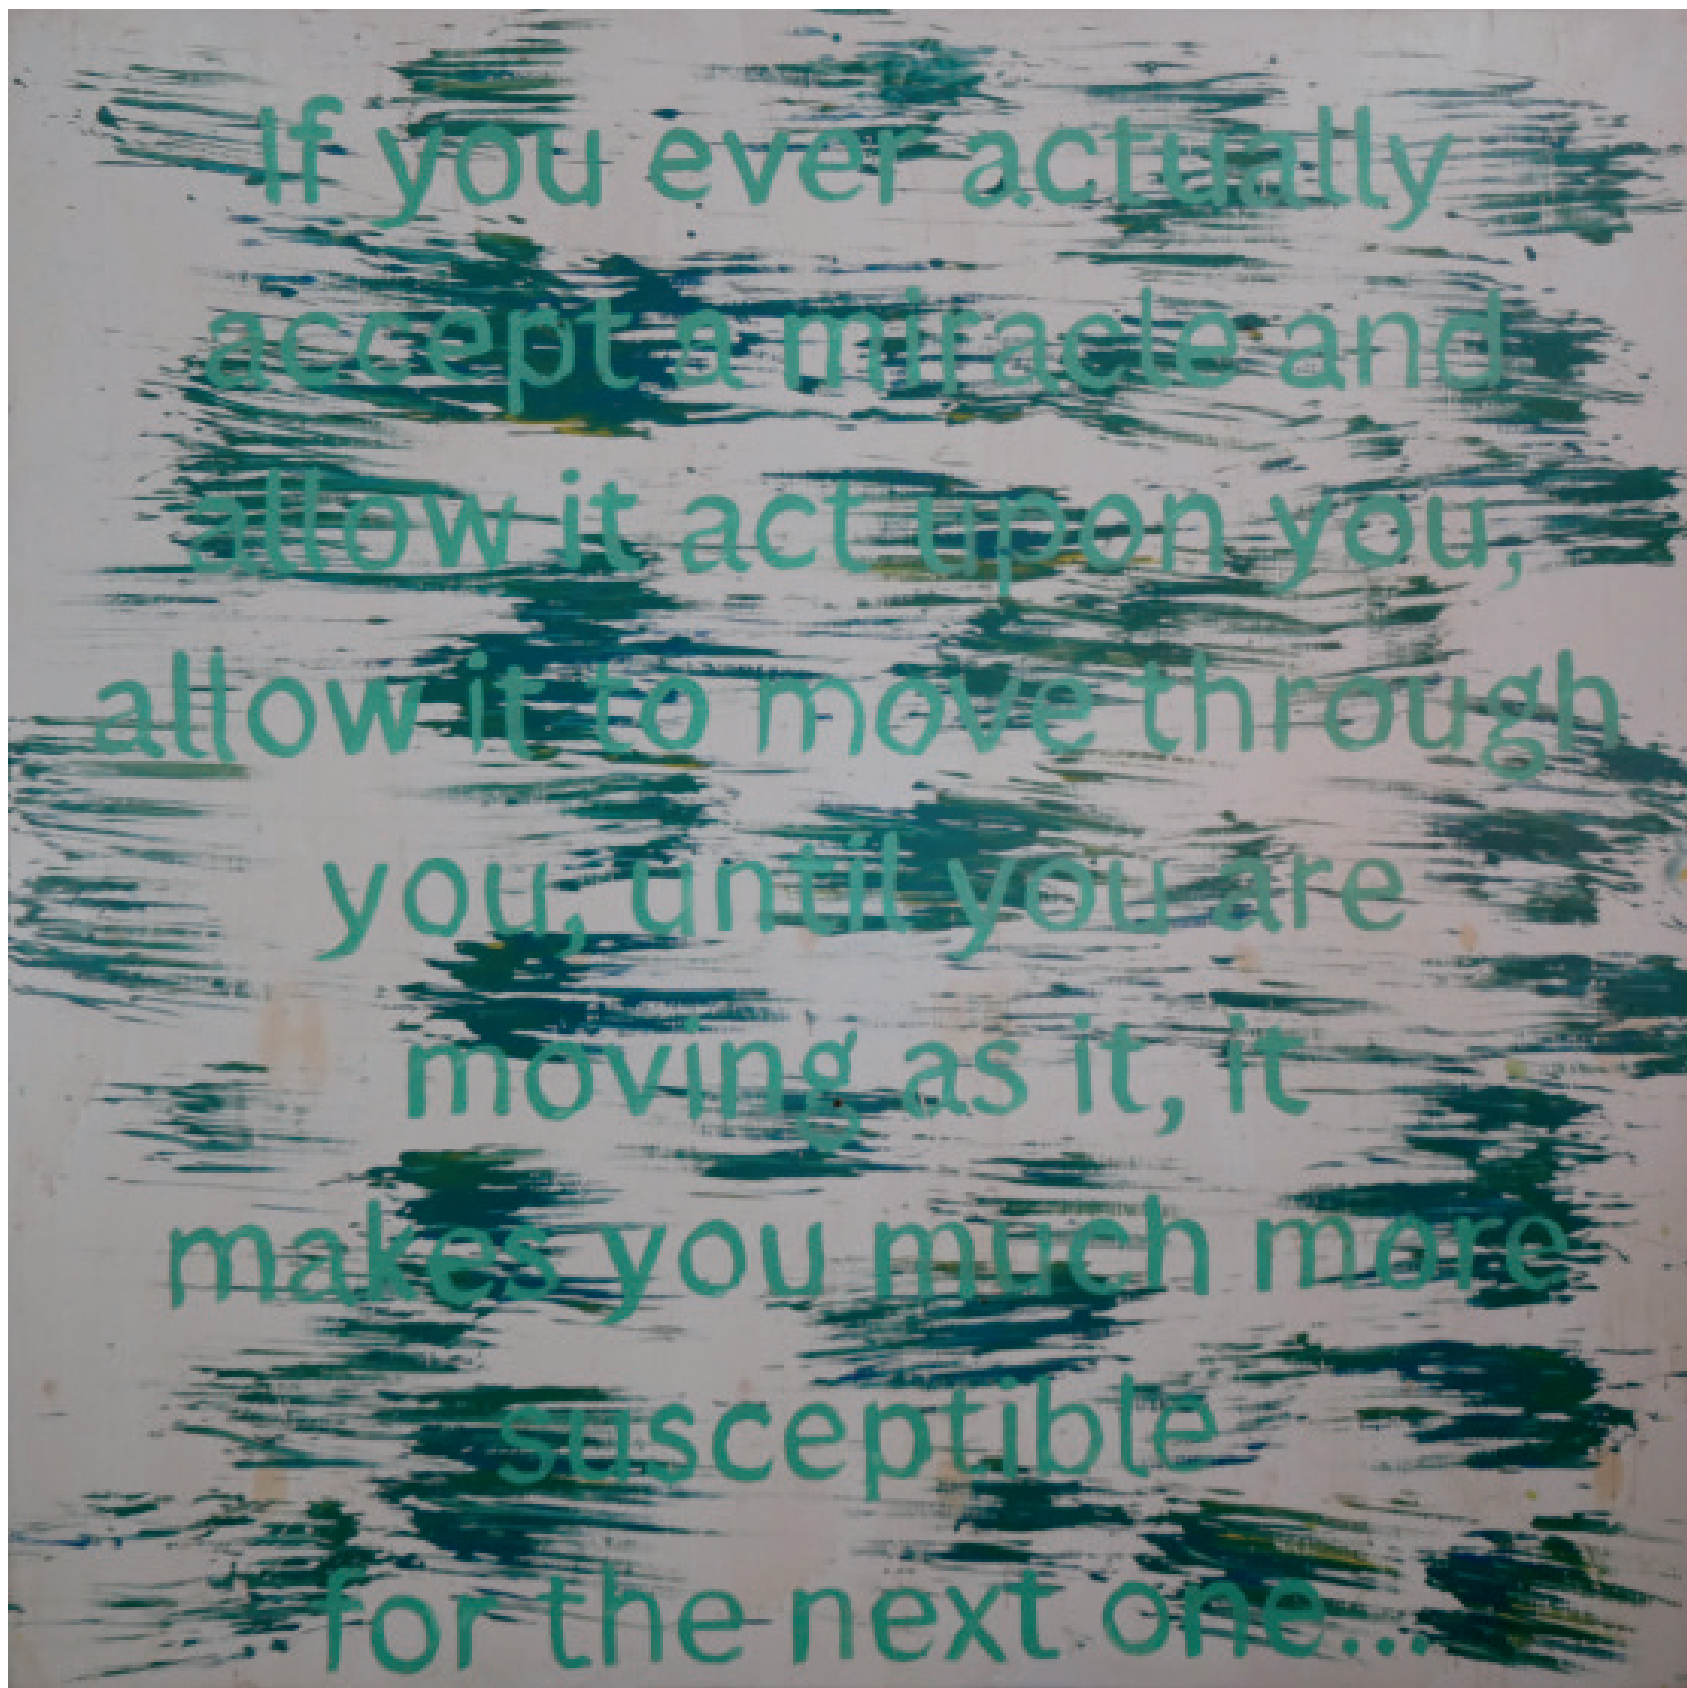 If you ever actually
accept a miracle and
allow it act upon you,
allow it to move through
you, until you are
moving as it, it
makes you much more
susceptible
for the next one...